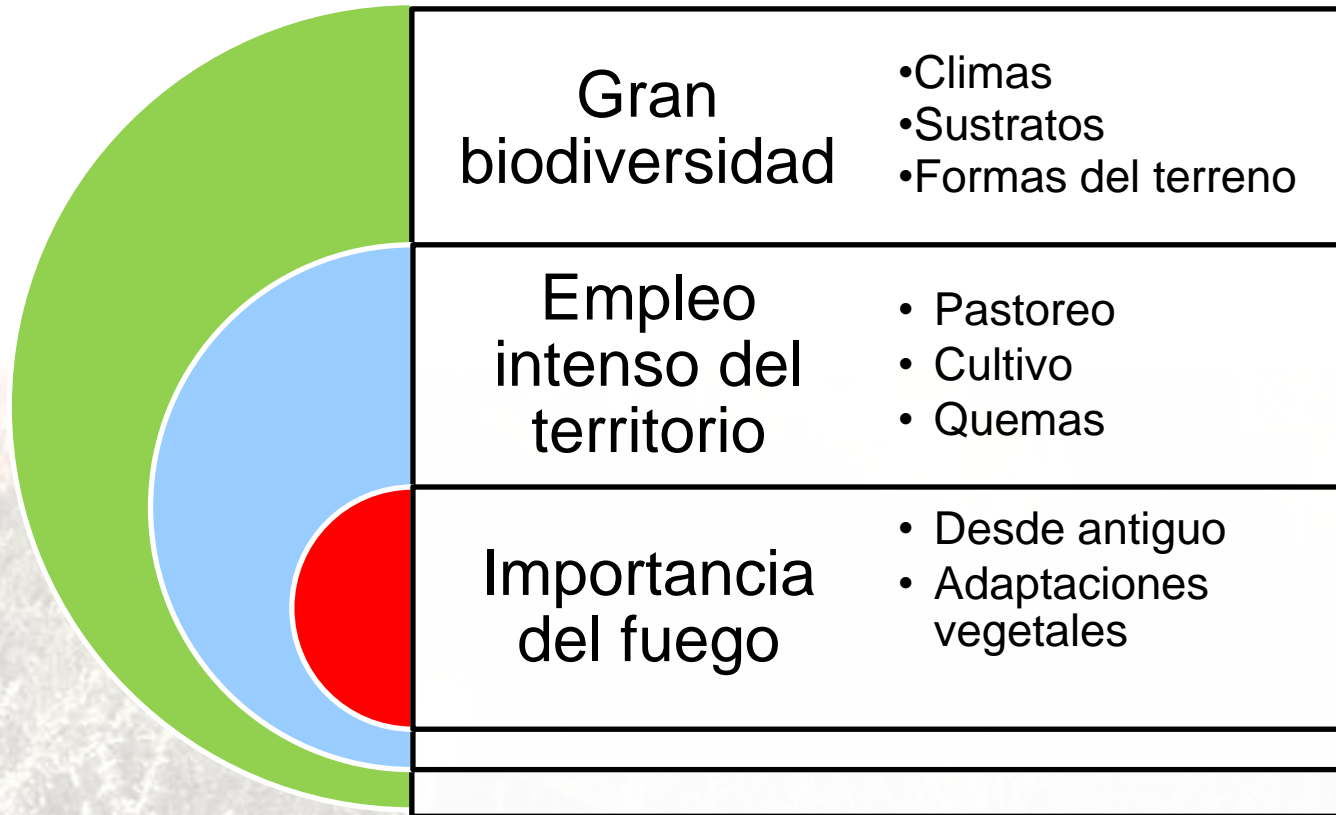 Gran
biodiversidad
•Climas
•Sustratos
•Formas del terreno
Empleo
intenso del
territorio
• Pastoreo
• Cultivo
• Quemas
Importancia
del fuego
• Desde antiguo
• Adaptaciones
vegetales